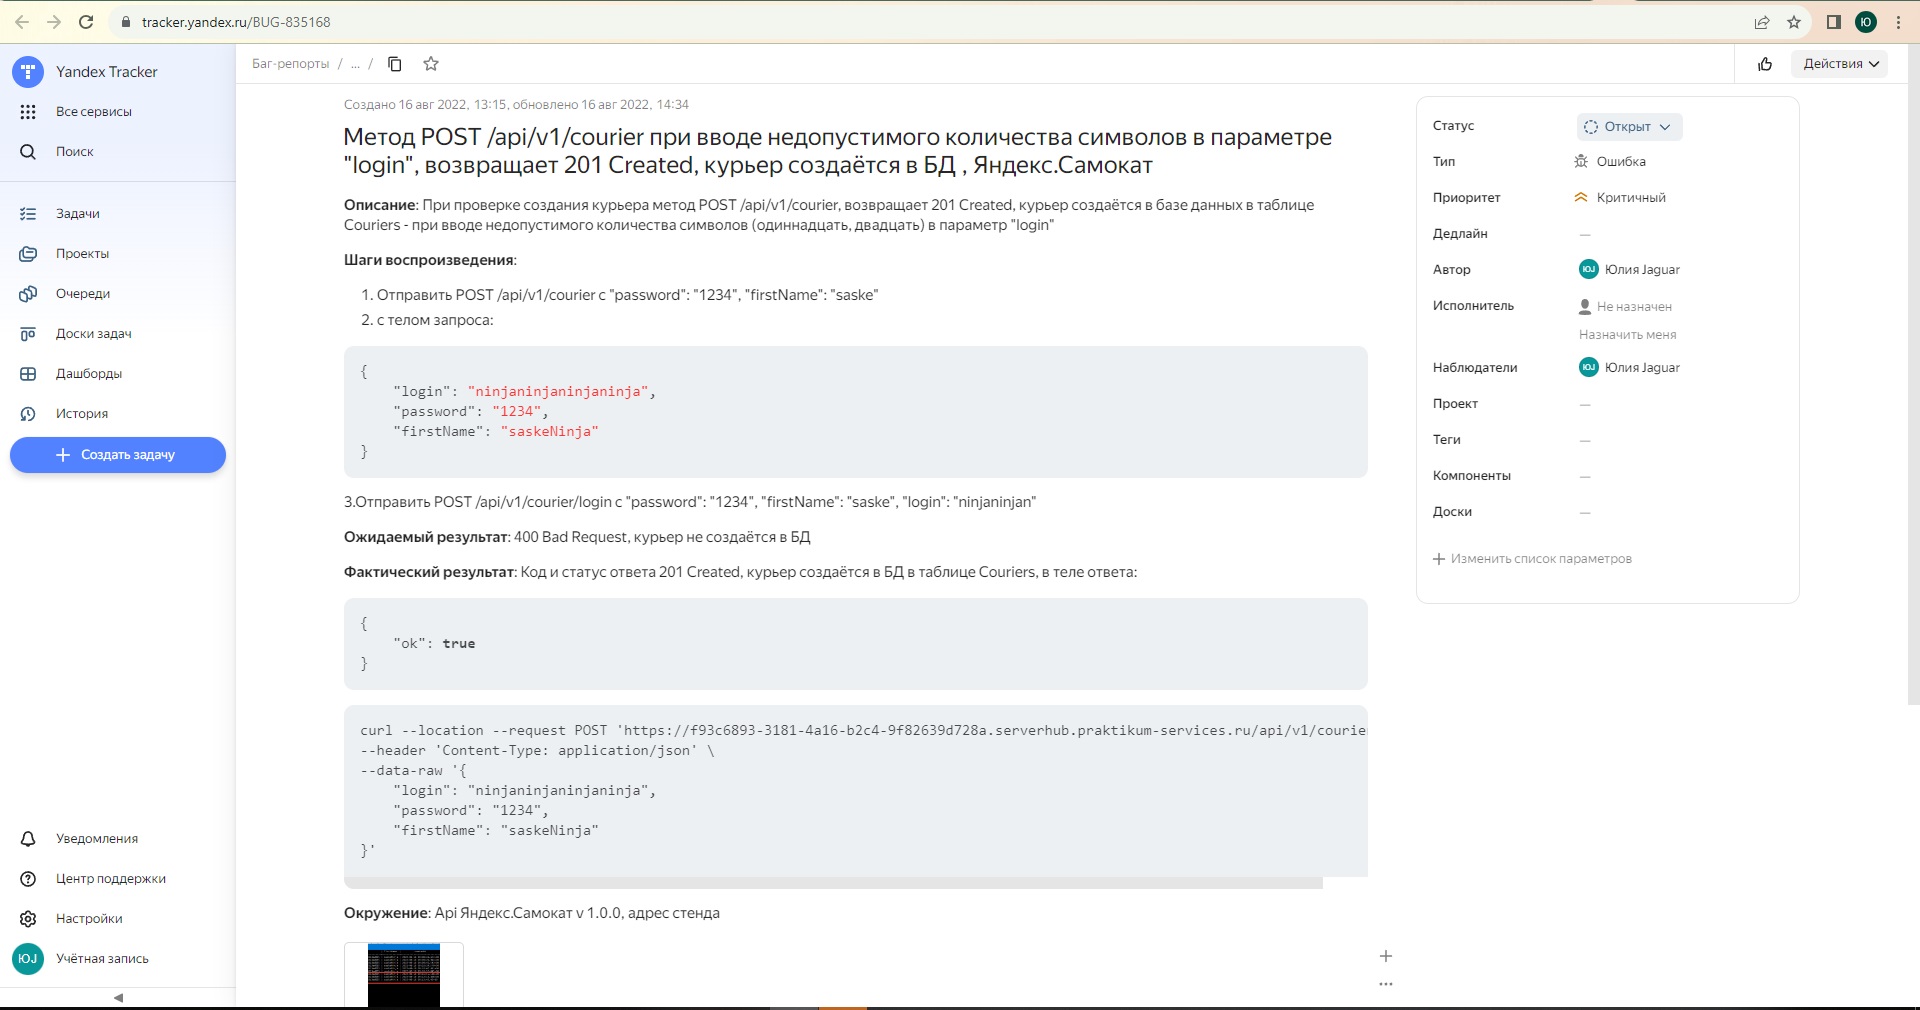 tracker.yandex.ru/BUG-835168
Ю
Yandex Tracker
Все сервисы
Поиск
Задачи
Проекты
Очереди
Доски задач
Дашборды
История
Создать задачу
Уведомления
Центр поддержки
Настройки
ЮJ Учётная запись
Баг-репорты / ... /
Действия
Создано 16 авг 2022, 13:15, обновлено 16 авг 2022, 14:34
Метод POST /api/v1/courier при вводе недопустимого количества символов в параметре
"login", возвращает 201 Created, курьер создаётся в БД , Яндекс.Самокат
Описание: При проверке создания курьера метод POST /api/v1/courier, возвращает 201 Created, курьер создаётся в базе данных в таблице
Couriers - при вводе недопустимого количества символов (одиннадцать, двадцать) в параметр "login"
Шаги воспроизведения:
1. Отправить POST /api/v1/courier с "password": "1234", "firstName": "saske"
2. с телом запроса:
{
"login": "ninjaninjaninjaninja",
"password": "1234",
"firstName": "saskeNinja"
}
3.Отправить POST /api/v1/courier/login с "password": "1234", "firstName": "saske", "login": "ninjaninjan"
Ожидаемый результат: 400 Bad Request, курьер не создаётся в БД
Фактический результат: Код и статус ответа 201 Created, курьер создаётся в БД в таблице Couriers, в теле ответа:
{
"ok": true
}
curl --location --request POST 'https://f93c6893-3181-4a16-b2c4-9f82639d728a.serverhub.praktikum-services.ru/api/v1/courie
--header 'Content-Type: application/json' \
--data-raw '{
"login": "ninjaninjaninjaninja",
"password": "1234",
"firstName": "saskeNinja"
}'
Окружение: Api Яндекс.Самокат v 1.0.0, адрес стенда
Статус Открыт
Тип Ошибка
Приоритет Критичный
Дедлайн —
Автор ЮJ Юлия Jaguar
Исполнитель Не назначен
Назначить меня
Наблюдатели ЮJ Юлия Jaguar
Проект —
Теги —
Компоненты —
Доски —
Изменить список параметров